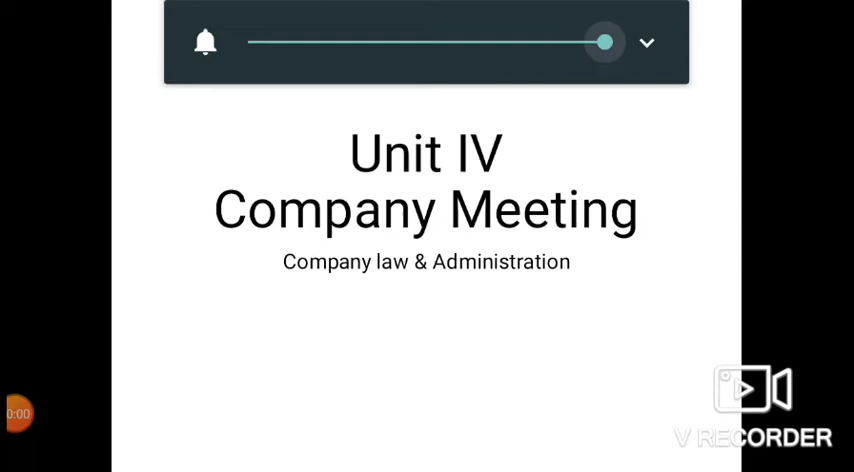 Unit IV
Company Meeting
Company law & Administration
0:00
V RECORDER